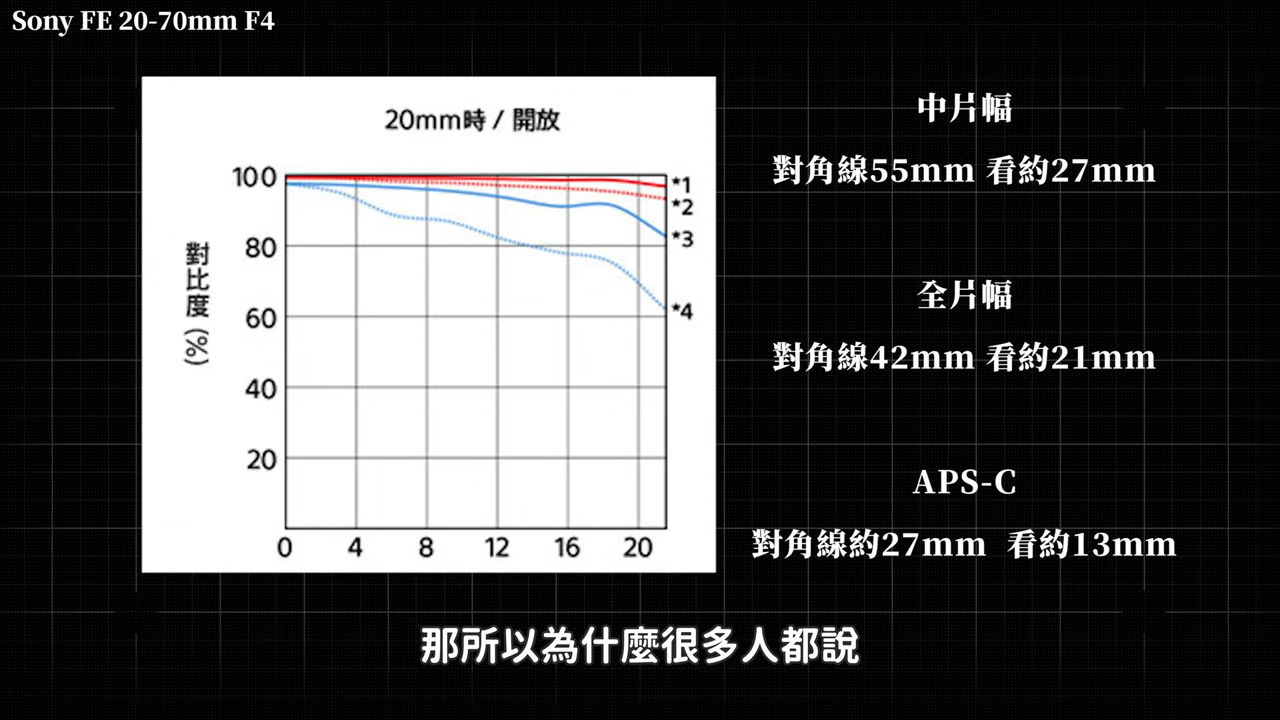 Sony FE 20-70mm F4
20mm時 / 開放
對比度 (%)
100
80
60
40
20
0 4 8 12 16 20
*1
*2
*3
*4
中片幅
對角線55mm 看約27mm
全片幅
對角線42mm 看約21mm
APS-C
對角線約27mm 看約13mm
那所以為什麼很多人都說